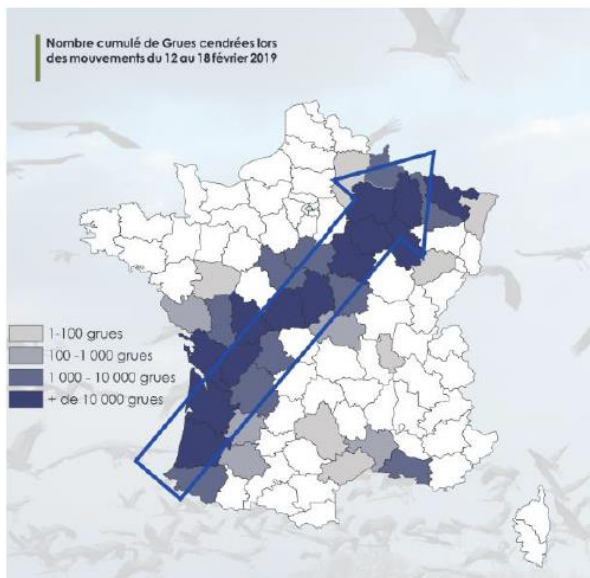 Nombre cumulé de Grues cendrées lors
des mouvements du 12 au 18 février 2019
1-100 grues
100 -1 000 grues
1 000 - 10 000 grues
+ de 10 000 grues